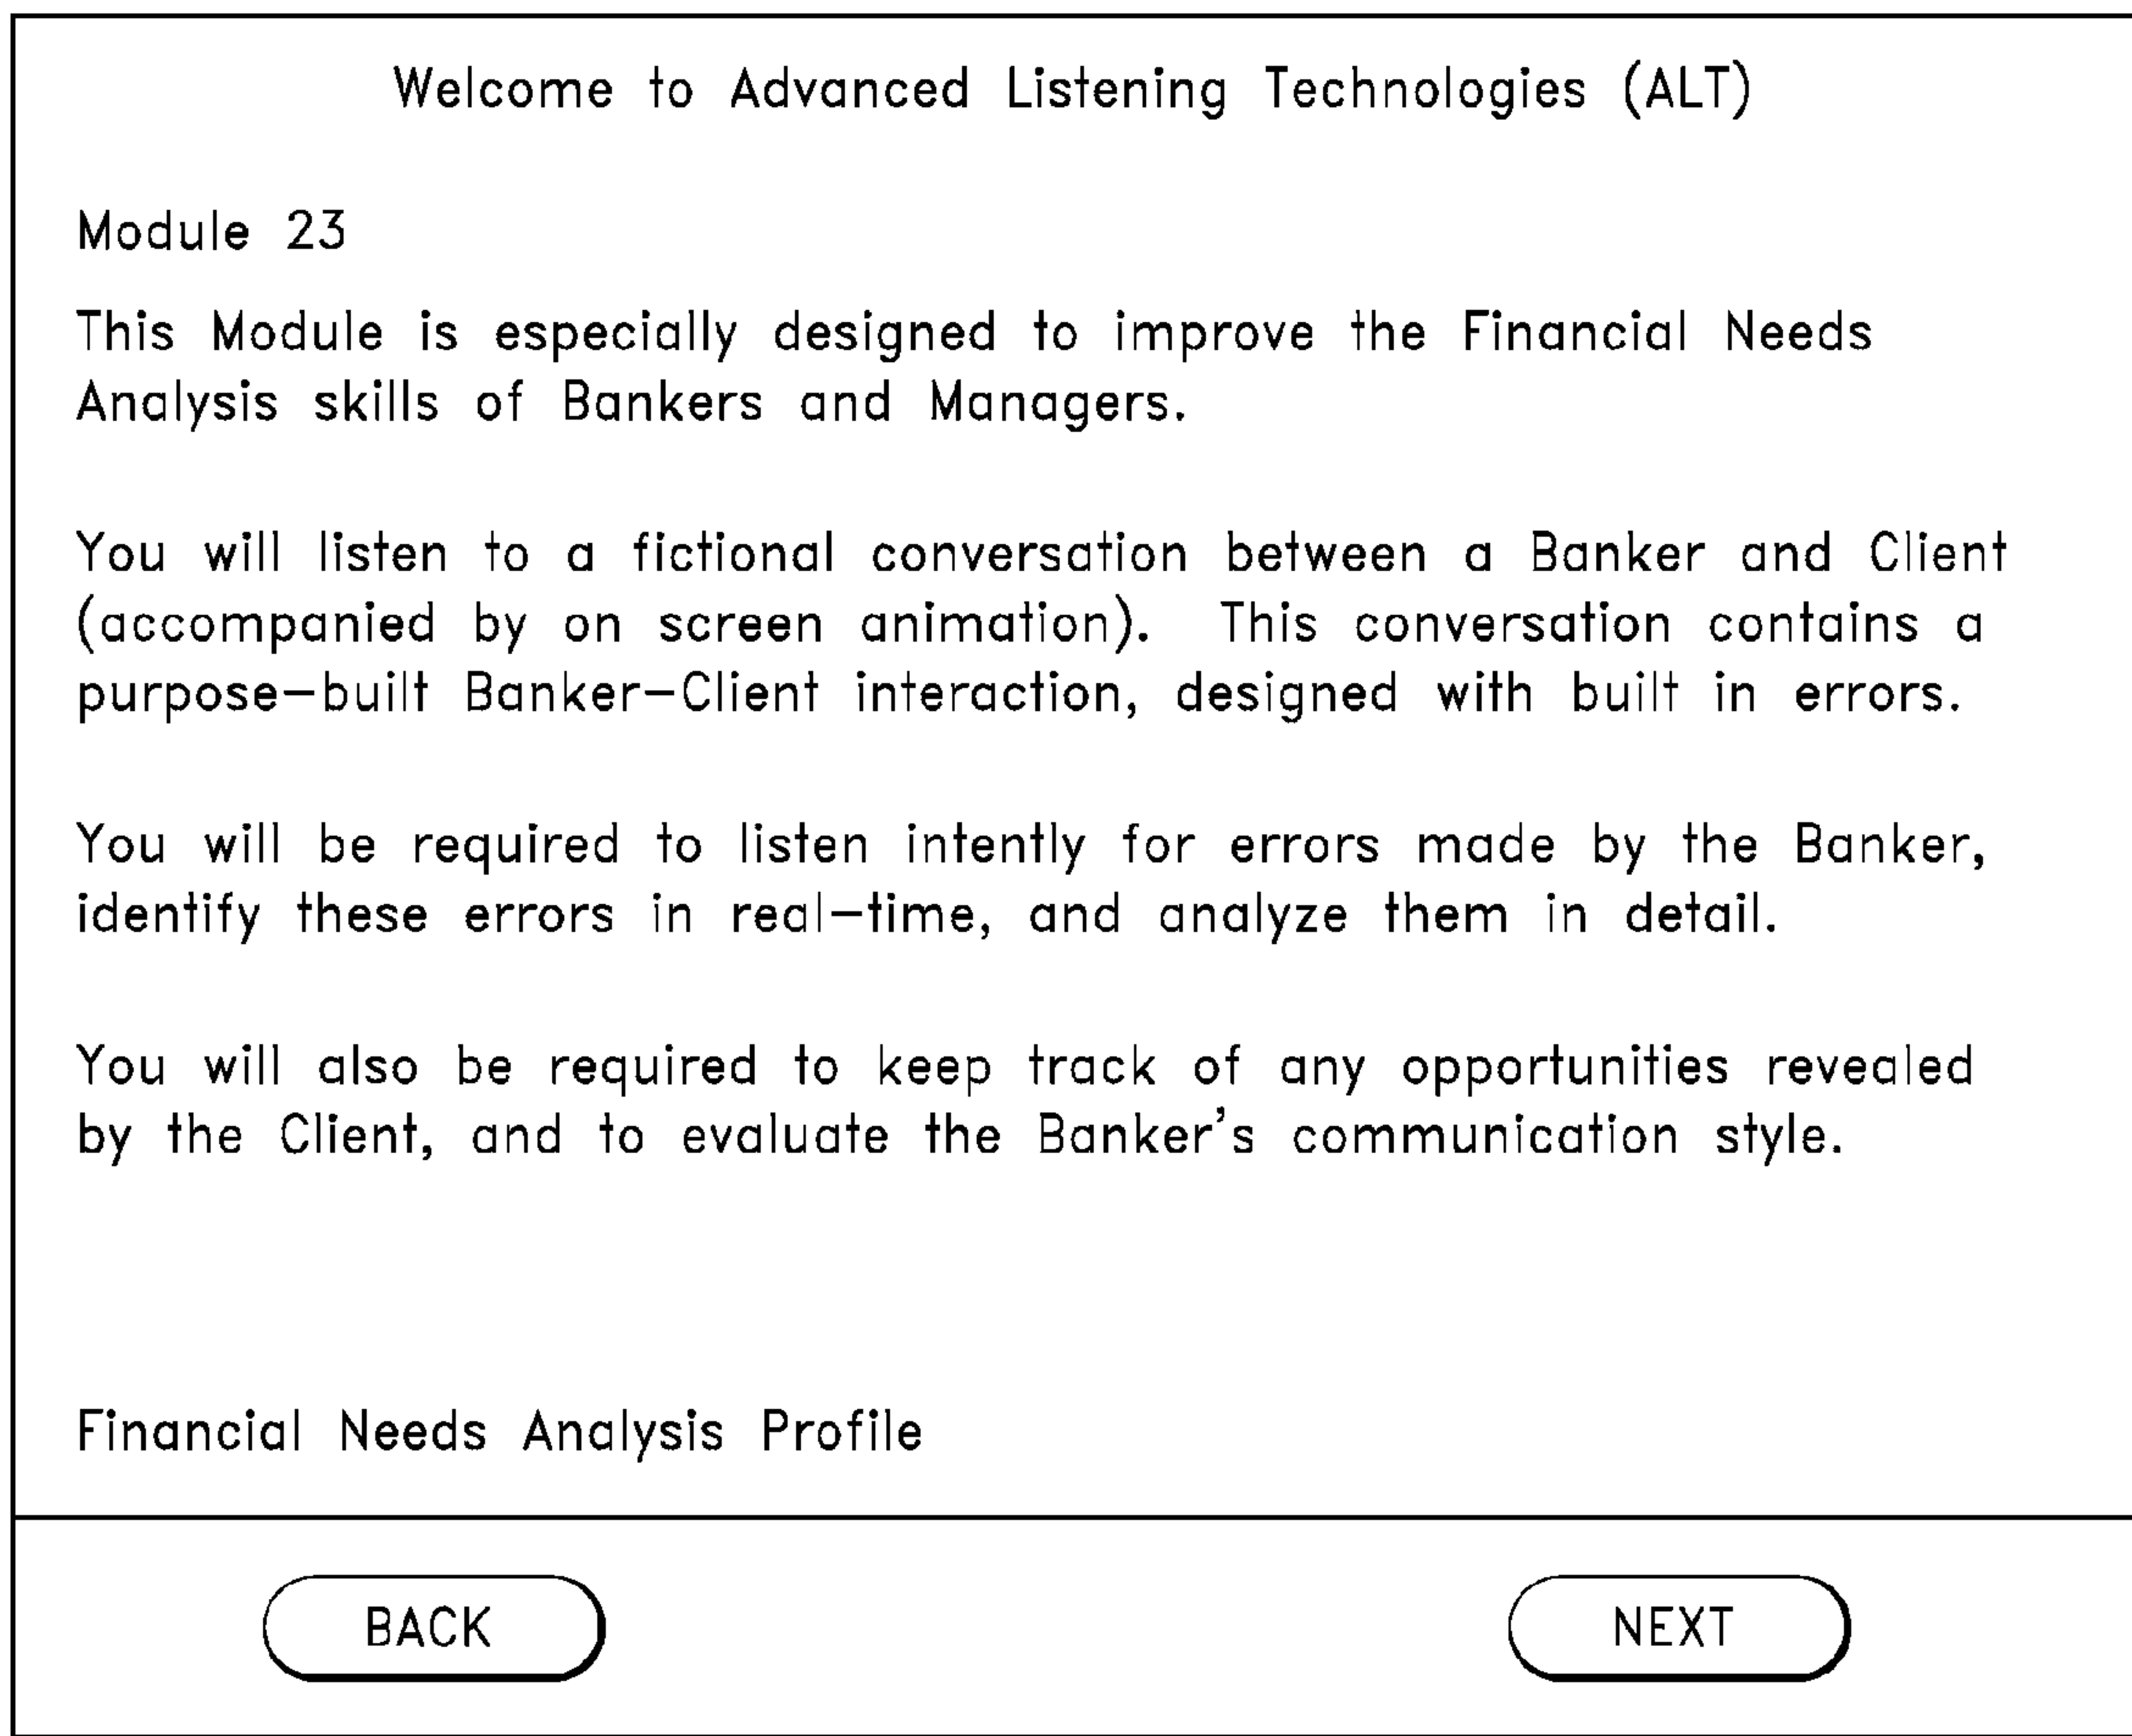 Welcome to Advanced Listening Technologies (ALT)
Module 23
This Module is especially designed to improve the Financial Needs
Analysis skills of Bankers and Managers.
You will listen to a fictional conversation between a Banker and Client
(accompanied by on screen animation). This conversation contains a
purpose-built Banker-Client interaction, designed with built in errors.
You will be required to listen intently for errors made by the Banker,
identify these errors in real-time, and analyze them in detail.
You will also be required to keep track of any opportunities revealed
by the Client, and to evaluate the Banker's communication style.
Financial Needs Analysis Profile
BACK
NEXT